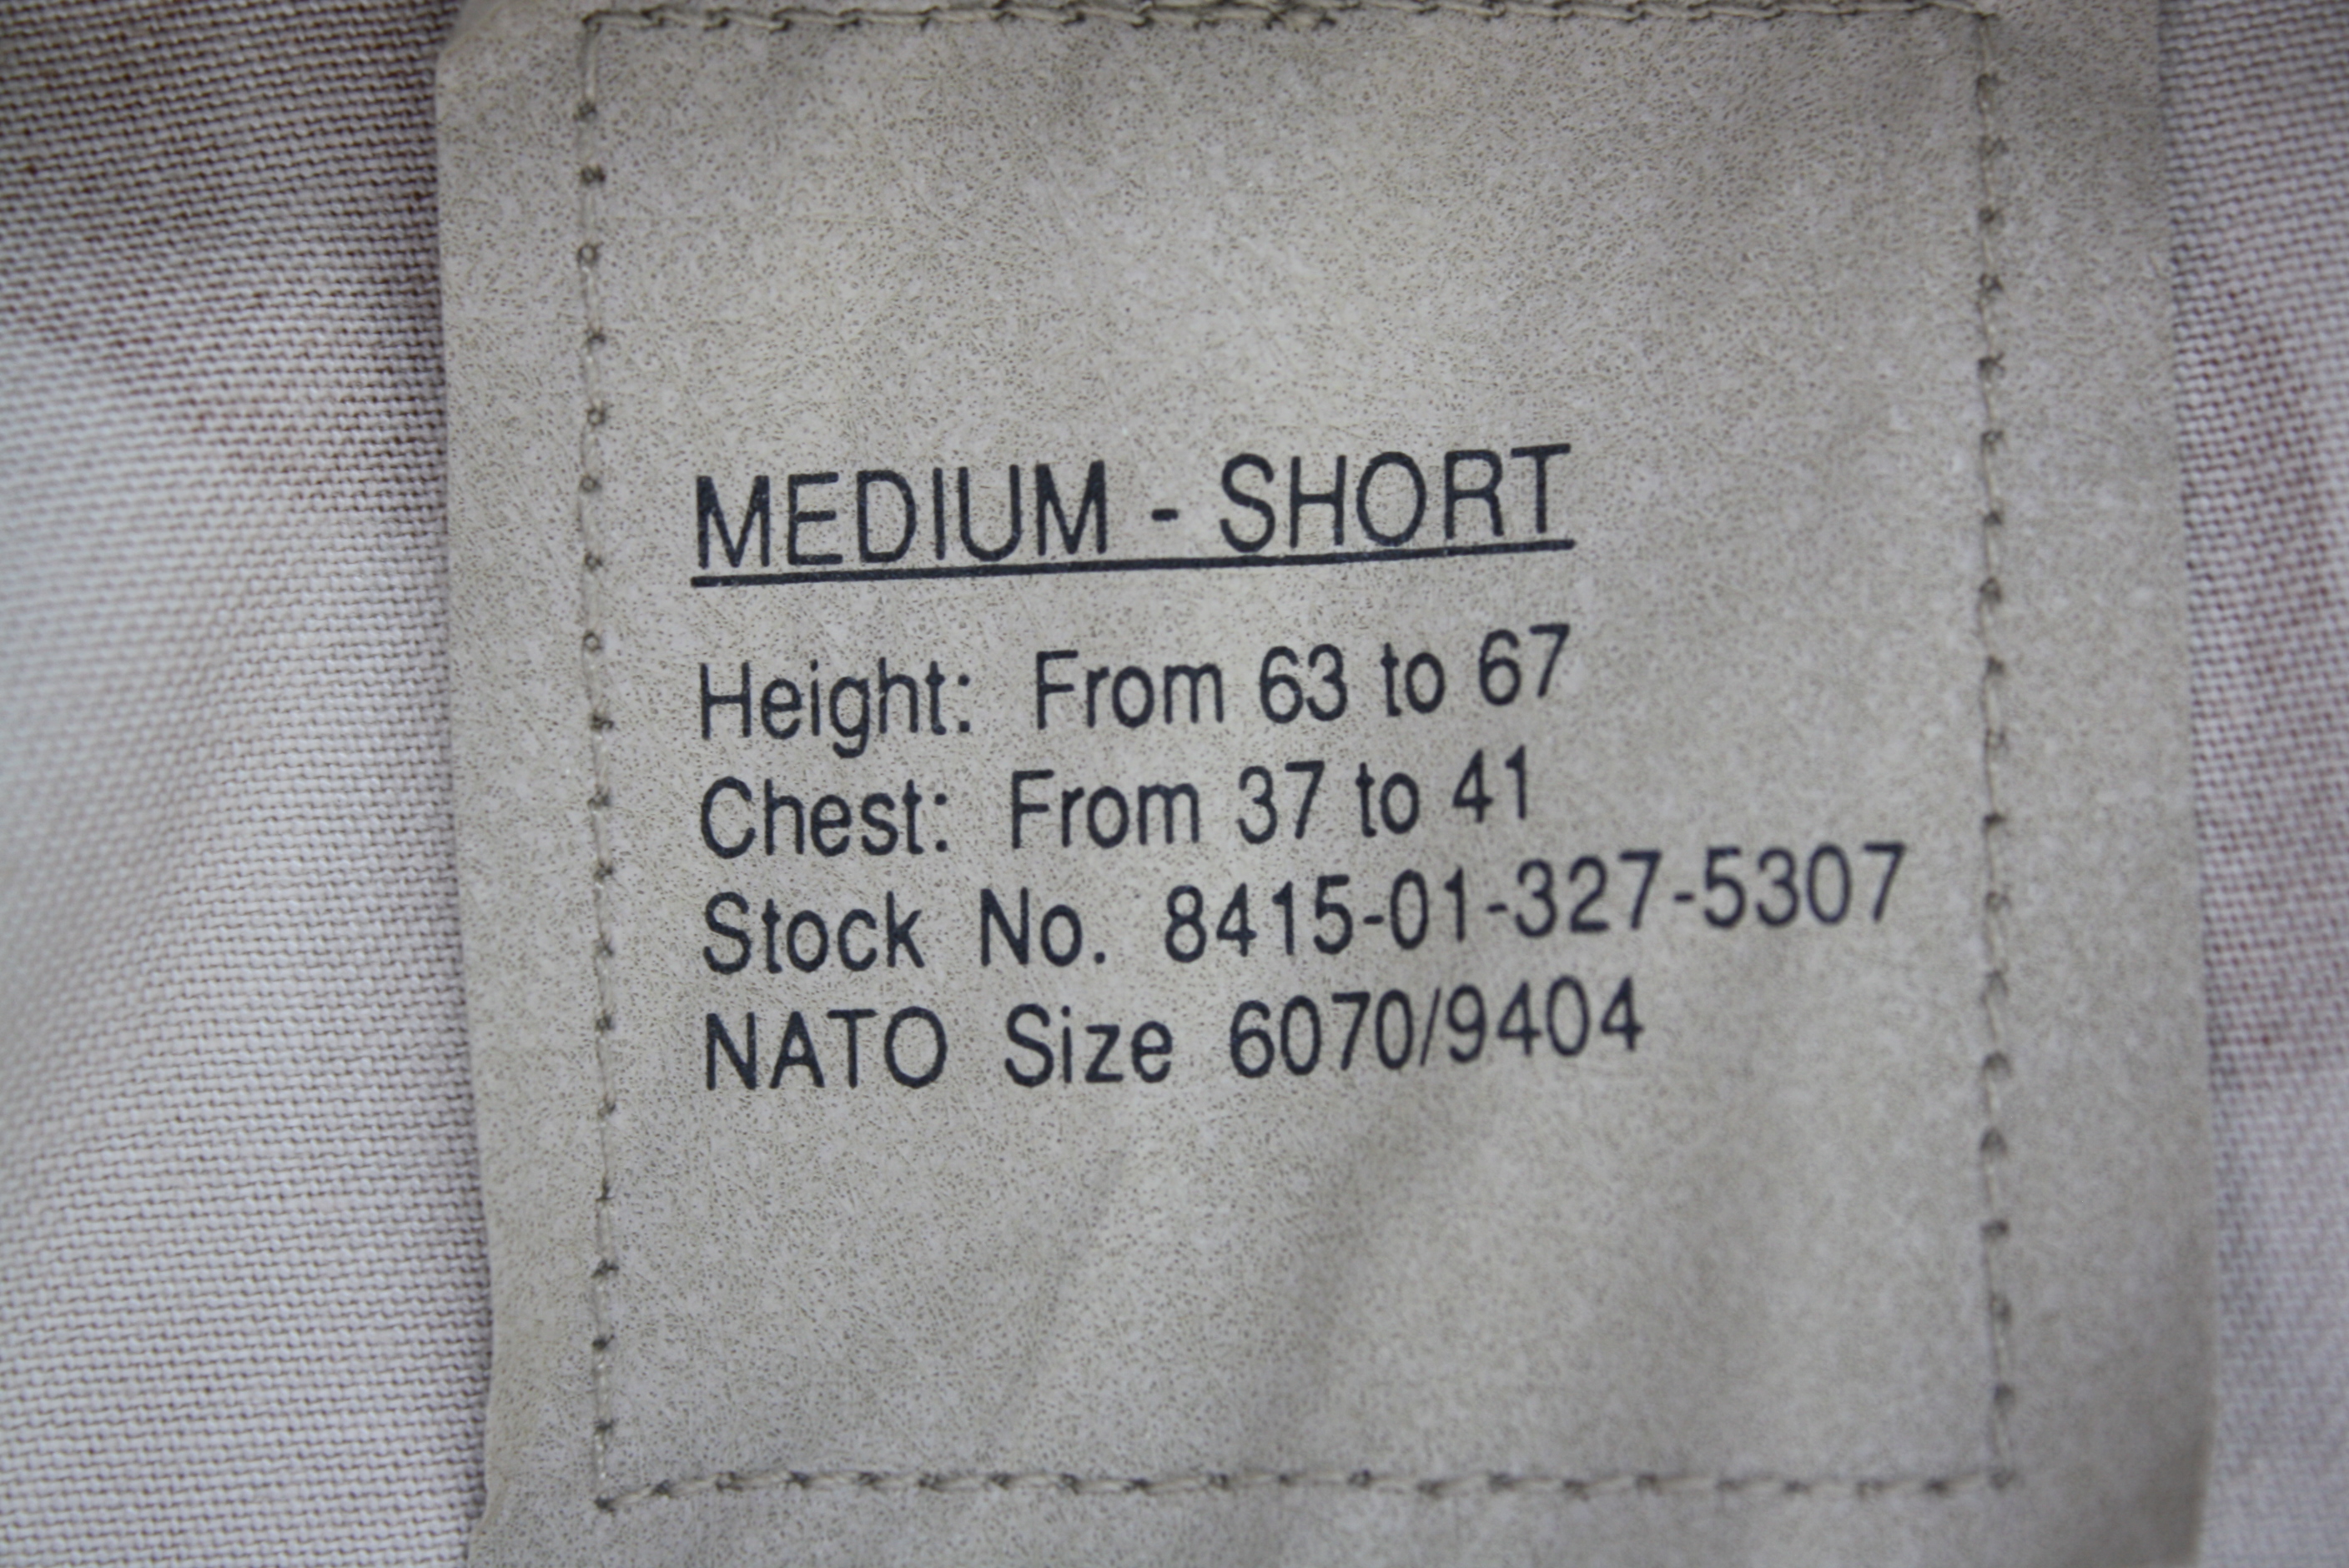 MEDIUM - SHORT
Height: From 63 to 67
Chest: From 37 to 41
Stock No. 8415-01-327-5307
NATO Size 6070/9404